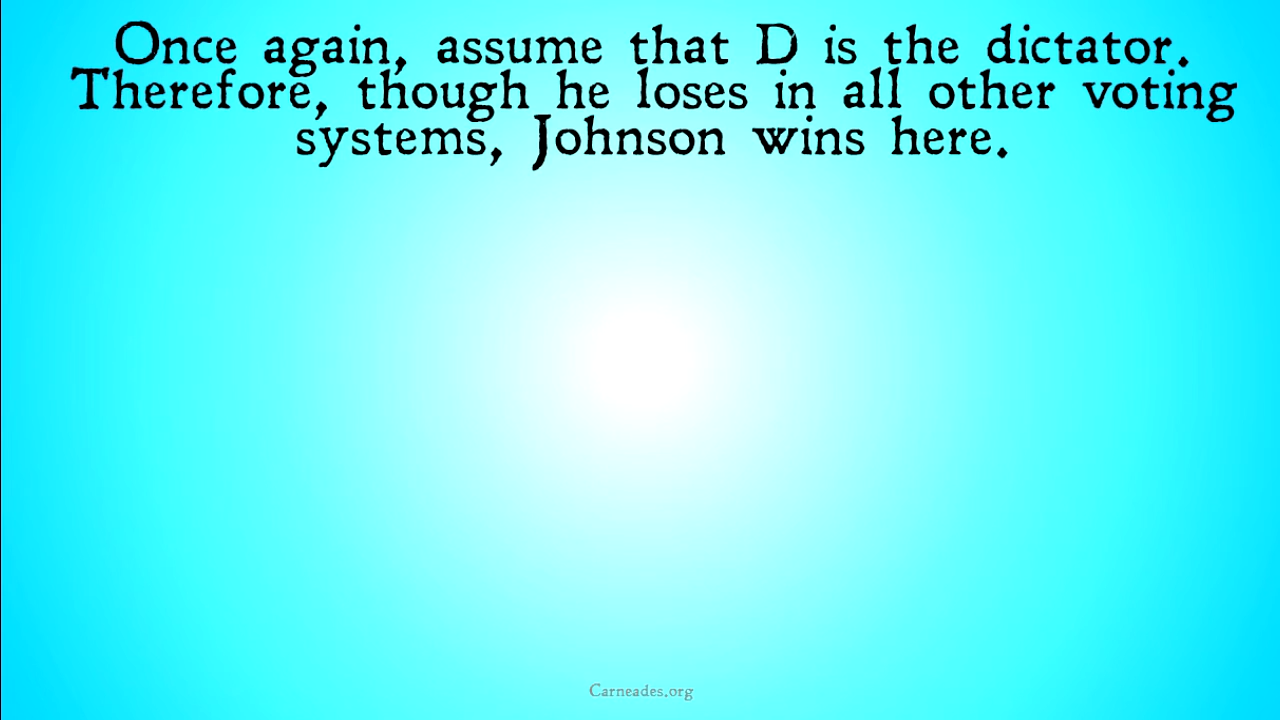 Once again, assume that D is the dictator.
Therefore, though he loses in all other voting
systems, Johnson wins here.
Carneades.org